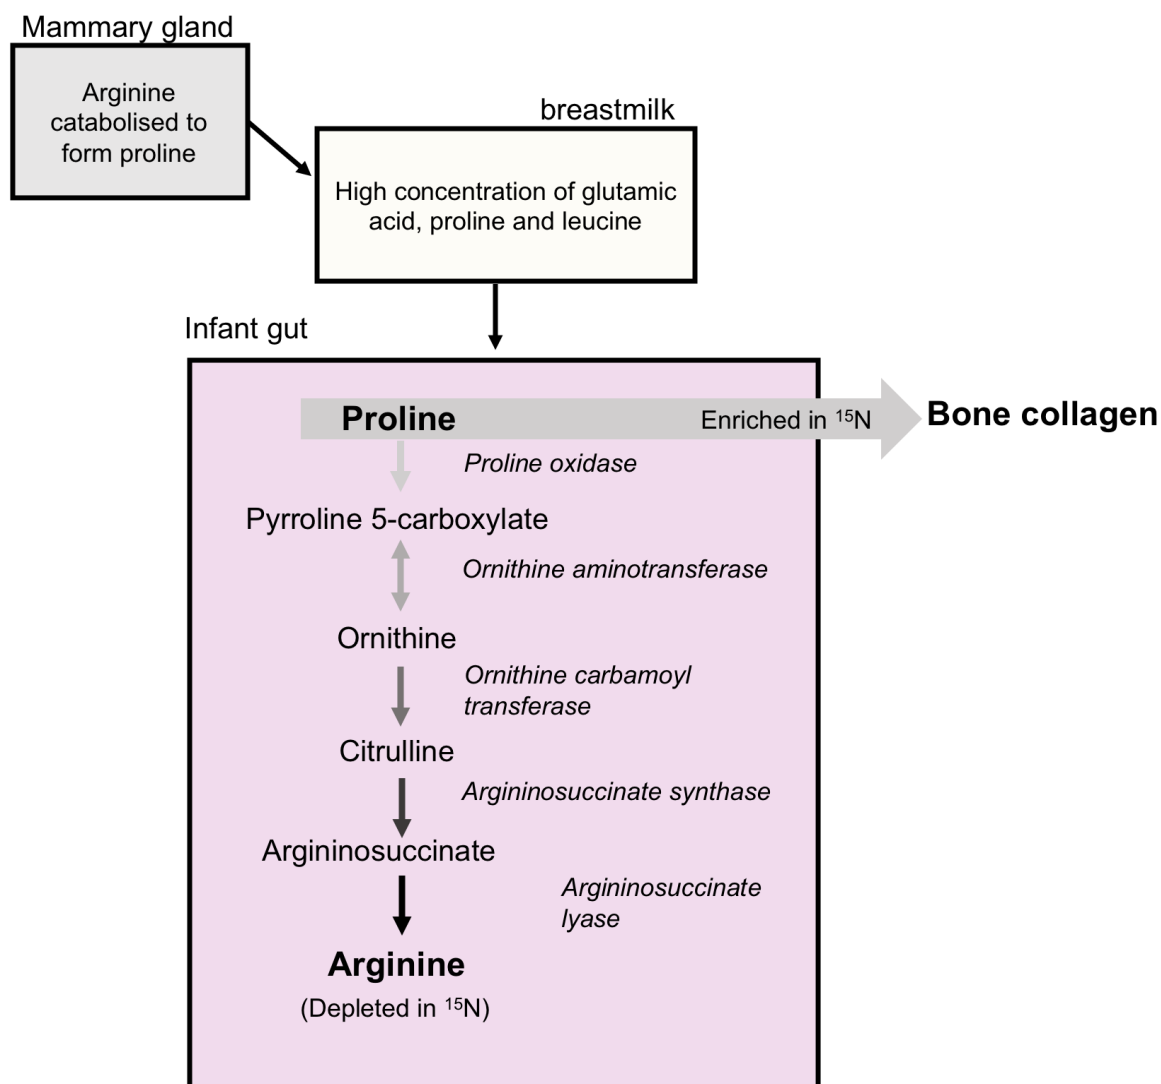 Mammary gland
Arginine
catabolised to
form proline
breastmilk
High concentration of glutamic
acid, proline and leucine
Infant gut
Proline
Enriched in ¹⁵N
Bone collagen
Proline oxidase
Pyrroline 5-carboxylate
Ornithine aminotransferase
Ornithine
Ornithine carbamoyl
transferase
Citrulline
Argininosuccinate synthase
Argininosuccinate
Argininosuccinate
lyase
Arginine
(Depleted in ¹⁵N)